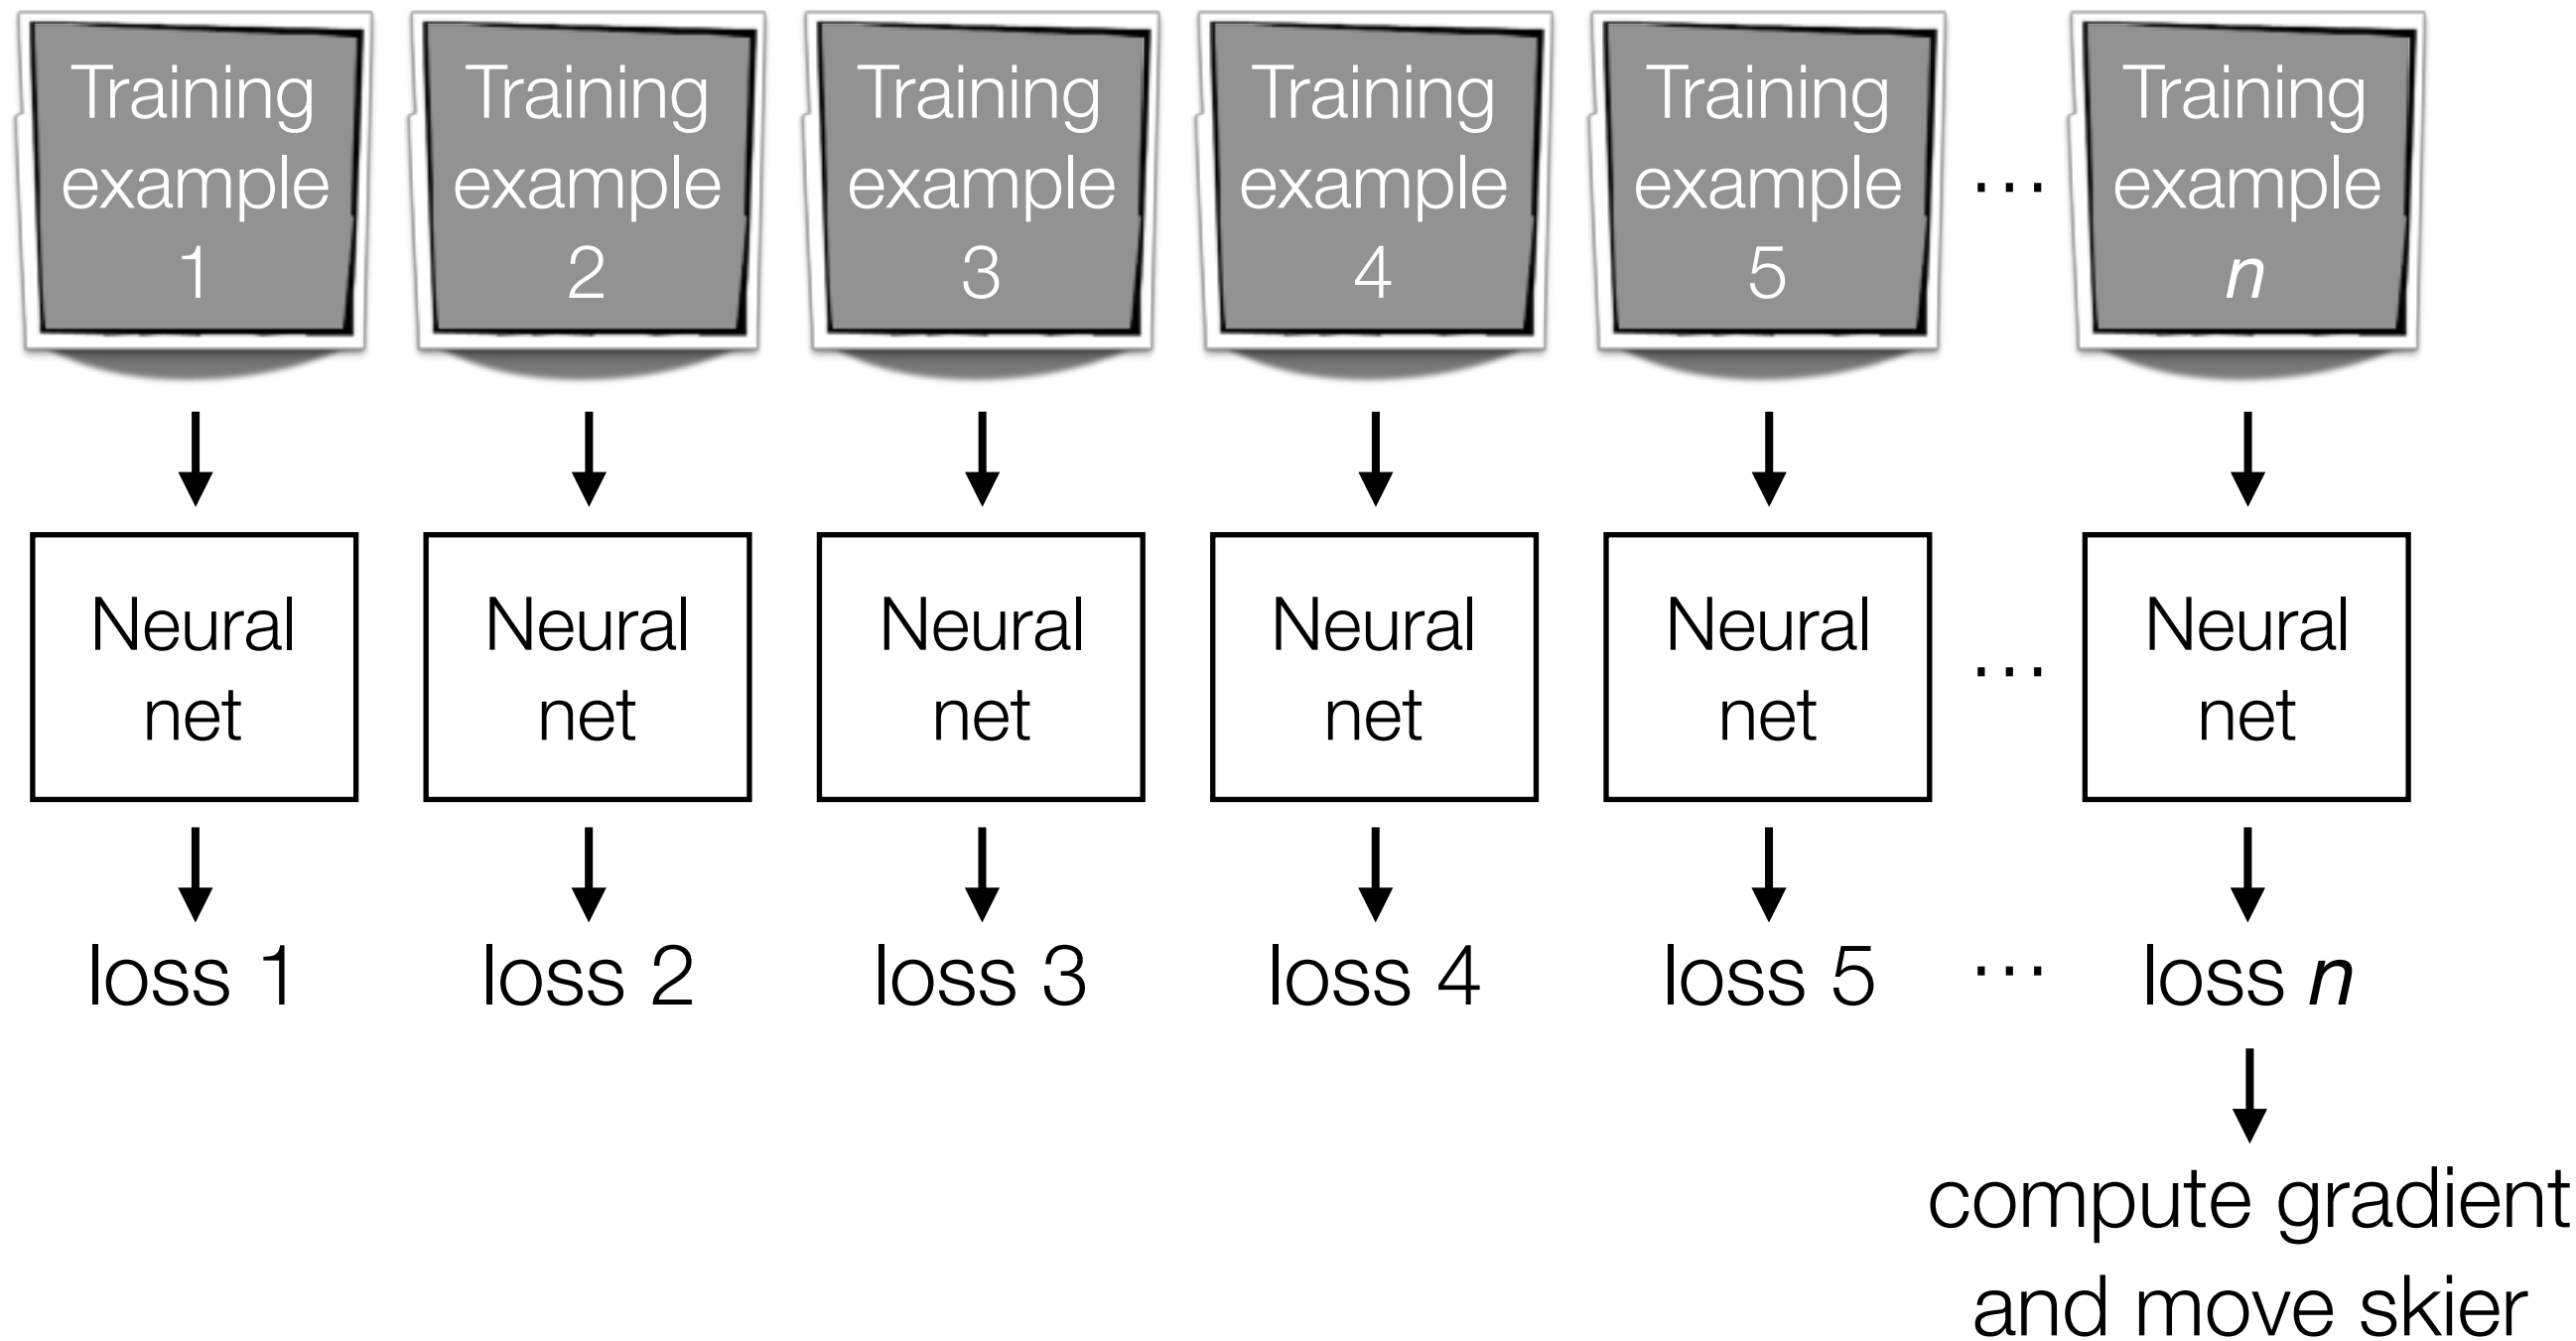 Training
example
1
Training
example
2
Training
example
3
Training
example
4
Training
example
5
...
Training
example
n
Neural
net
Neural
net
Neural
net
Neural
net
Neural
net
...
Neural
net
loss 1
loss 2
loss 3
loss 4
loss 5
...
loss n
compute gradient
and move skier